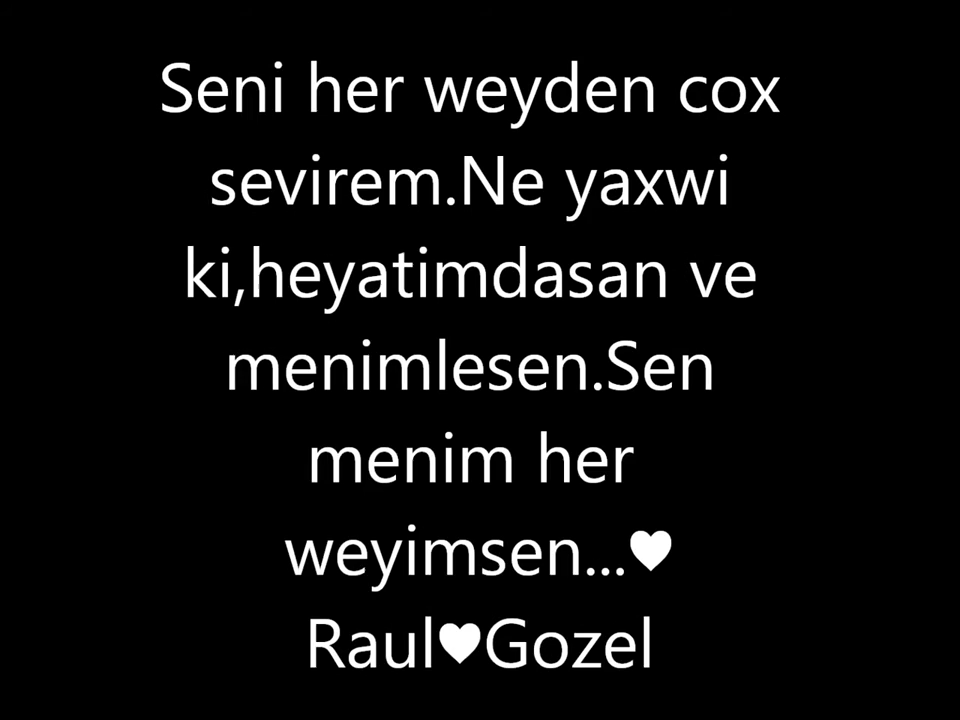 Seni her weyden cox
sevirem.Ne yaxwi
ki,heyatimdasan ve
menimlesen.Sen
menim her
weyimsen...♥
Raul♥Gozel